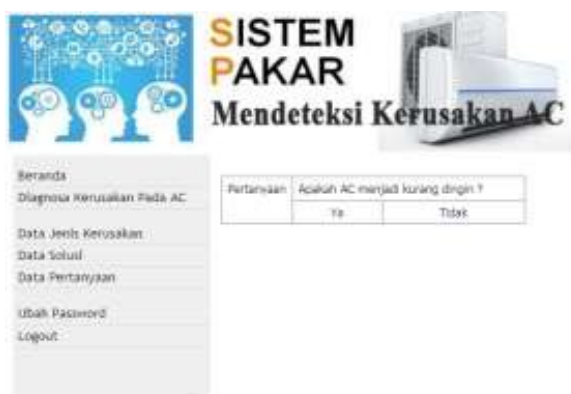 SISTEM
PAKAR
Mendeteksi Kerusakan AC
Beranda
Diagnosa Kerusakan Pada AC
Data Jenis Kerusakan
Data Solusi
Data Pertanyaan
Ubah Password
Logout
Pertanyaan Apakah AC menjadi kurang dingin ?
Ya Tidak